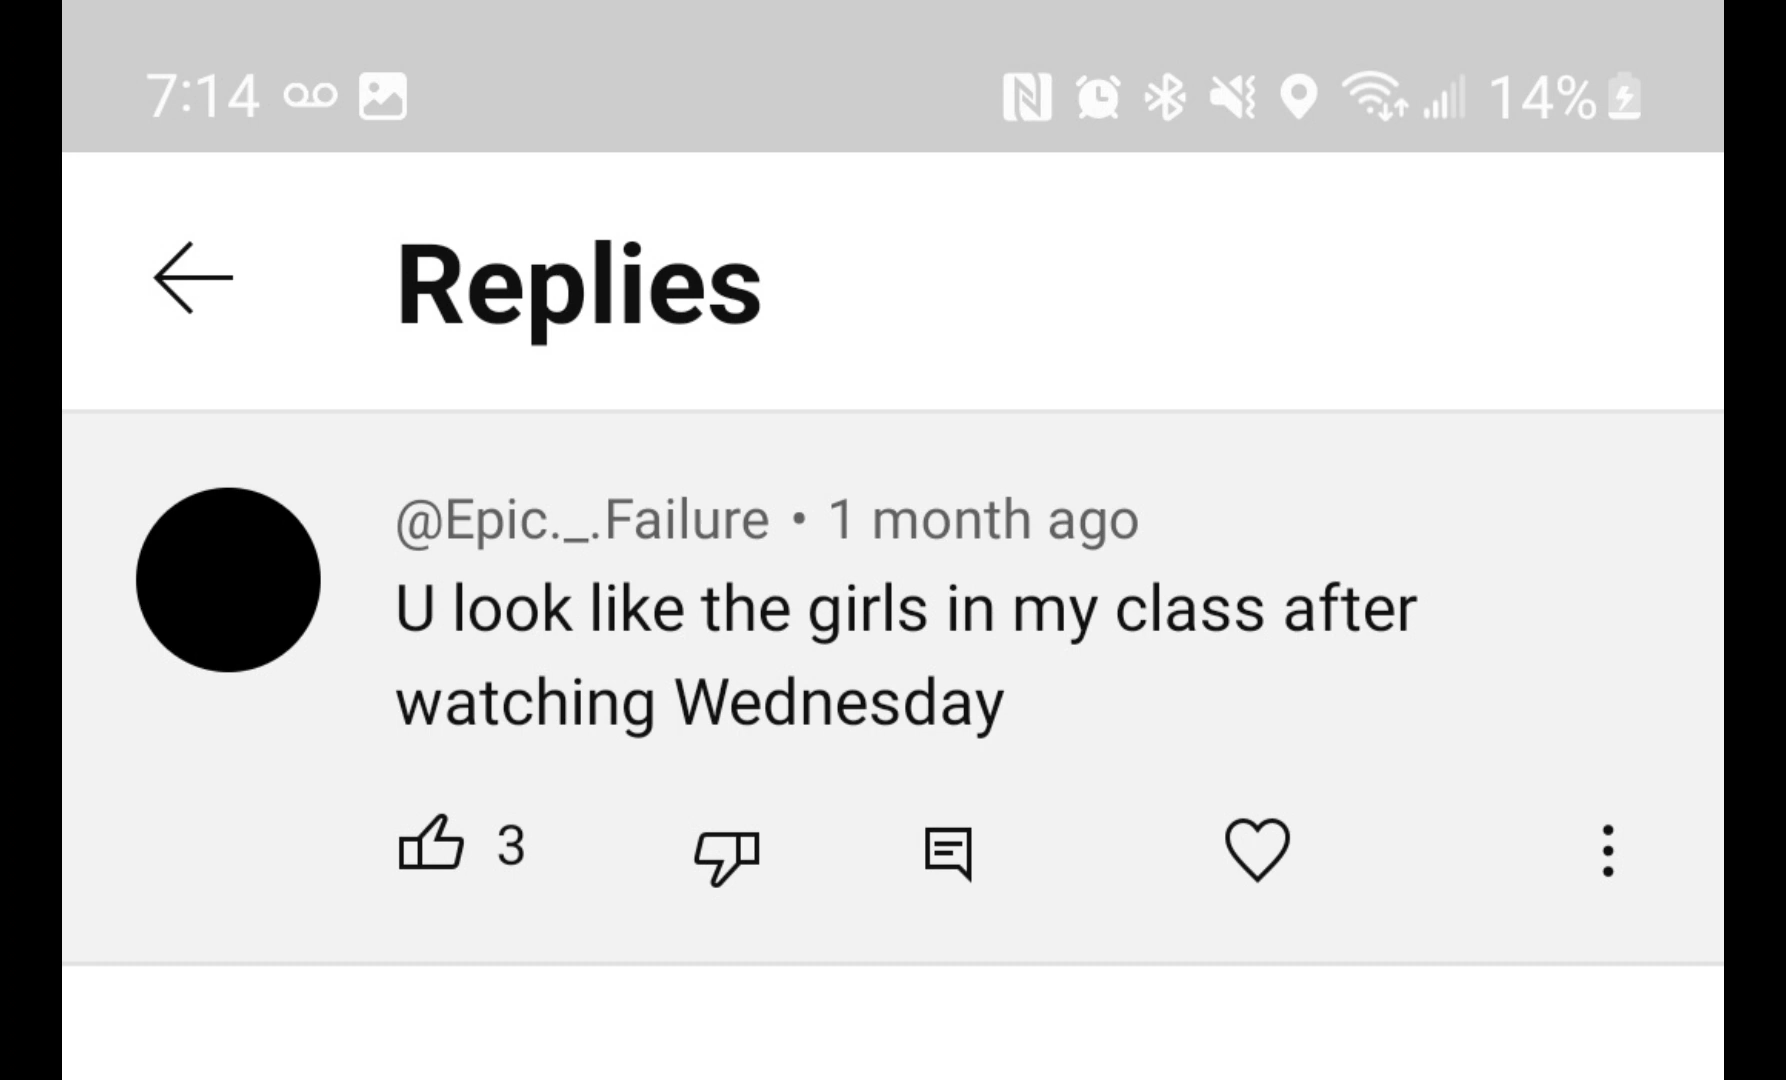 7:14 14%
Replies
@Epic._.Failure • 1 month ago
U look like the girls in my class after
watching Wednesday
3